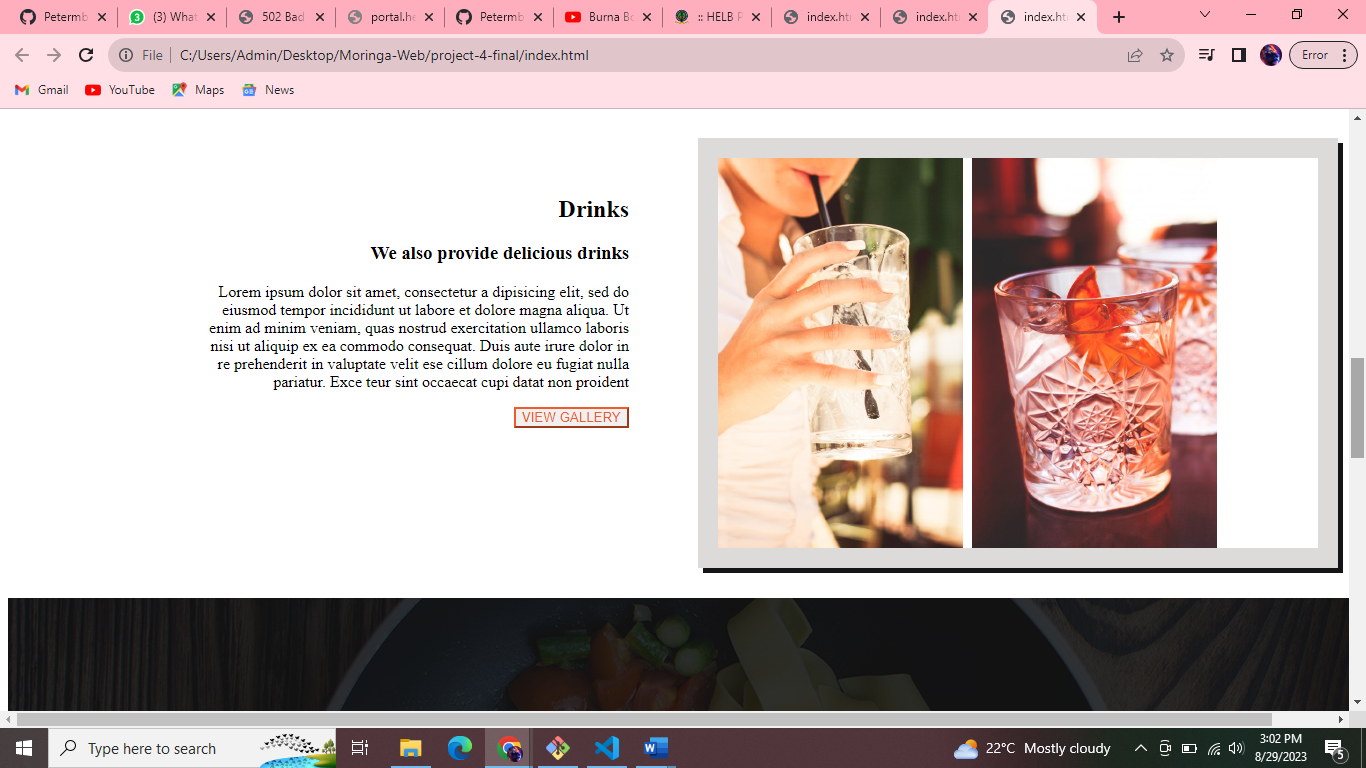 Petermb
(3) What
502 Bad
portal.he
Petermb
Burna Bo
:: HELB P
index.ht
index.ht
index.ht
File
C:/Users/Admin/Desktop/Moringa-Web/project-4-final/index.html
Error
Gmail
YouTube
Maps
News
Drinks
We also provide delicious drinks
Lorem ipsum dolor sit amet, consectetur a dipisicing elit, sed do
eiusmod tempor incididunt ut labore et dolore magna aliqua. Ut
enim ad minim veniam, quas nostrud exercitation ullamco laboris
nisi ut aliquip ex ea commodo consequat. Duis aute irure dolor in
re prehenderit in valuptate velit ese cillum dolore eu fugiat nulla
pariatur. Exce teur sint occaecat cupi datat non proident
VIEW GALLERY
Type here to search
22°C Mostly cloudy
3:02 PM
8/29/2023
5